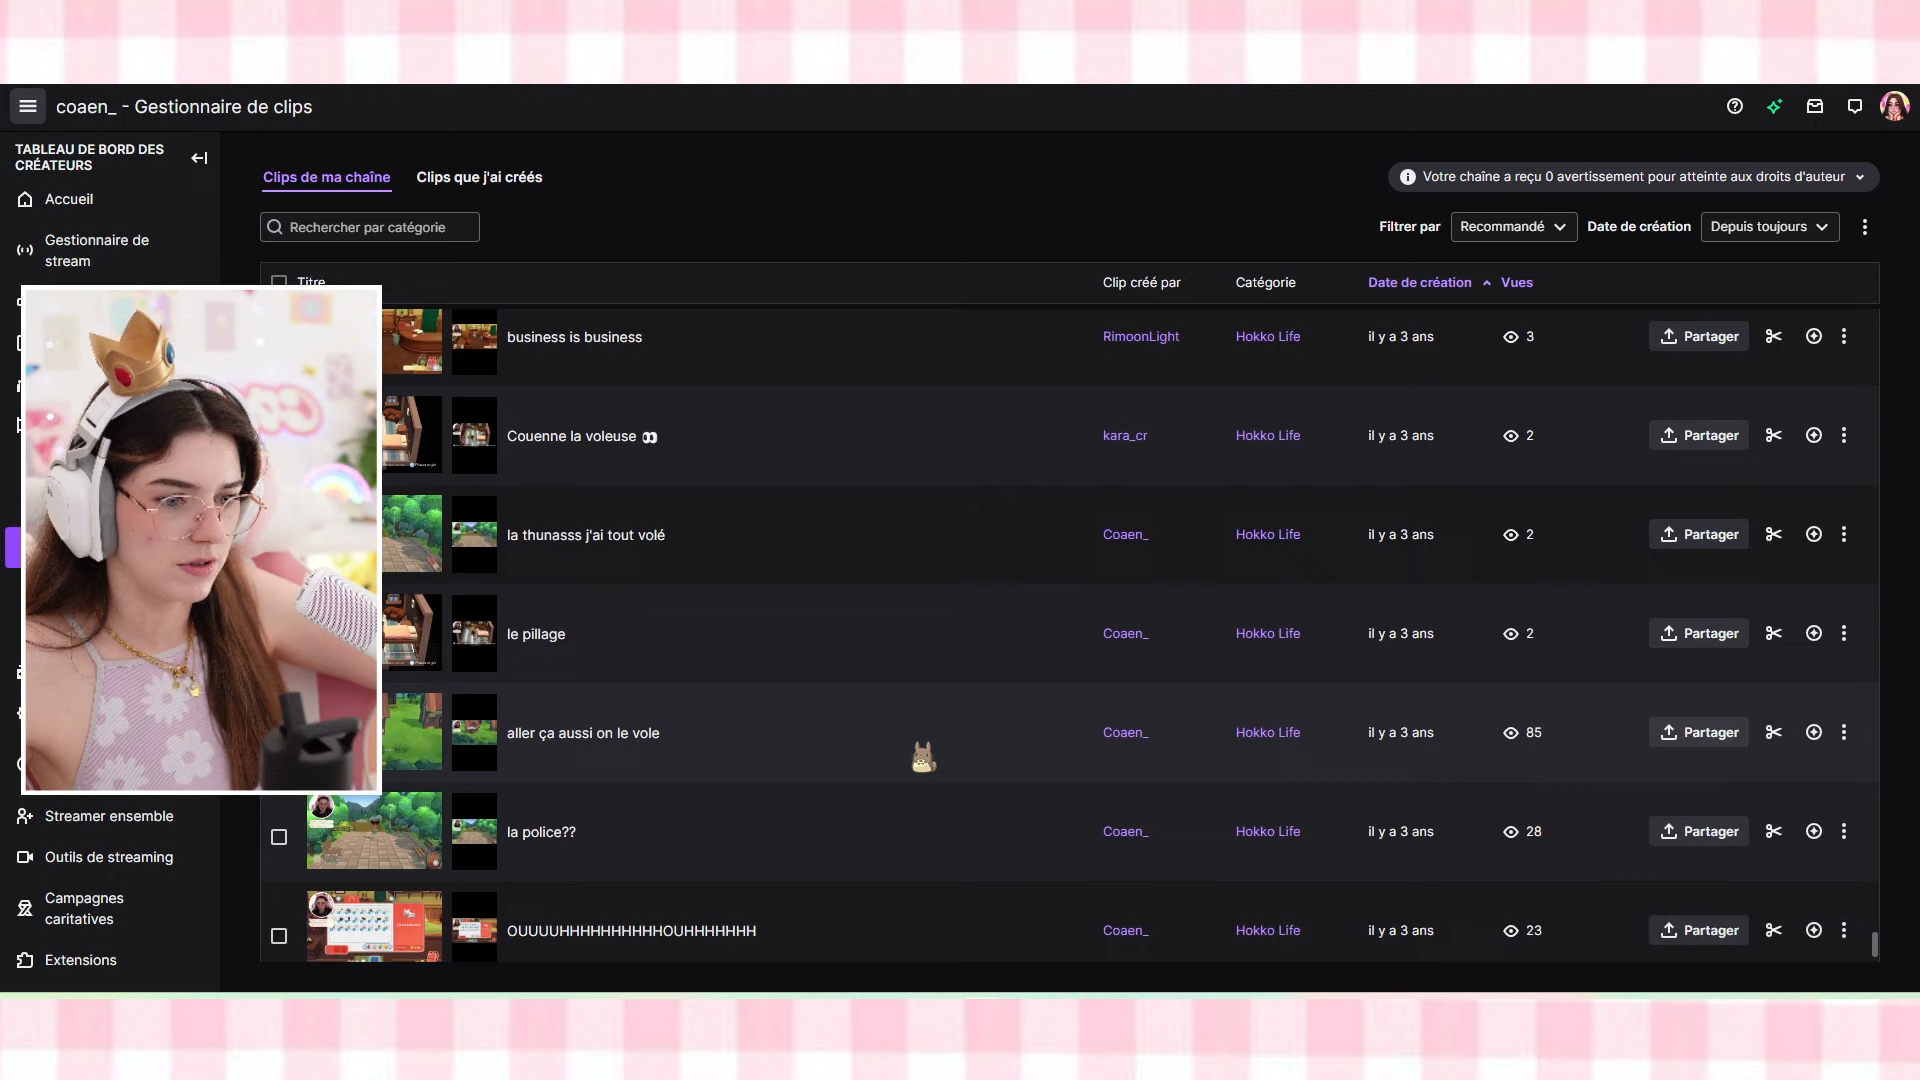 coaen_ - Gestionnaire de clips
TABLEAU DE BORD DES
CRÉATEURS
Accueil
Gestionnaire de
stream
Streamer ensemble
Outils de streaming
Campagnes
caritatives
Extensions
Clips de ma chaîne
Clips que j'ai créés
Votre chaîne a reçu 0 avertissement pour atteinte aux droits d'auteur
Rechercher par catégorie
Filtrer par
Recommandé
Date de création
Depuis toujours
Titre
Clip créé par
Catégorie
Date de création
Vues
business is business
RimoonLight
Hokko Life
il y a 3 ans
3
Partager
Couenne la voleuse 👀
kara_cr
Hokko Life
il y a 3 ans
2
Partager
la thunasss j'ai tout volé
Coaen_
Hokko Life
il y a 3 ans
2
Partager
le pillage
Coaen_
Hokko Life
il y a 3 ans
2
Partager
aller ça aussi on le vole
Coaen_
Hokko Life
il y a 3 ans
85
Partager
la police??
Coaen_
Hokko Life
il y a 3 ans
28
Partager
OUUUUHHHHHHHHHHOUHHHHHHH
Coaen_
Hokko Life
il y a 3 ans
23
Partager